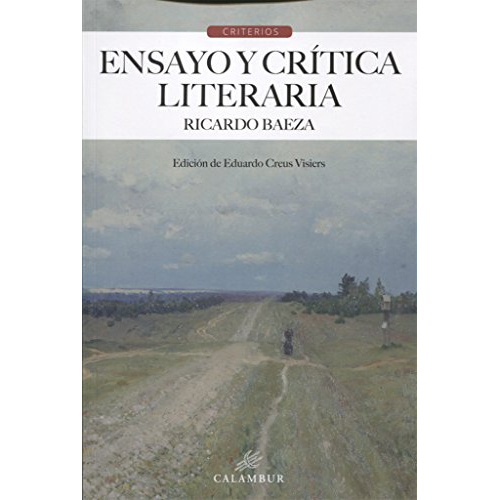 CRITERIOS
ENSAYO Y CRÍTICA
LITERARIA
RICARDO BAEZA
Edición de Eduardo Creus Visiers
CALAMBUR